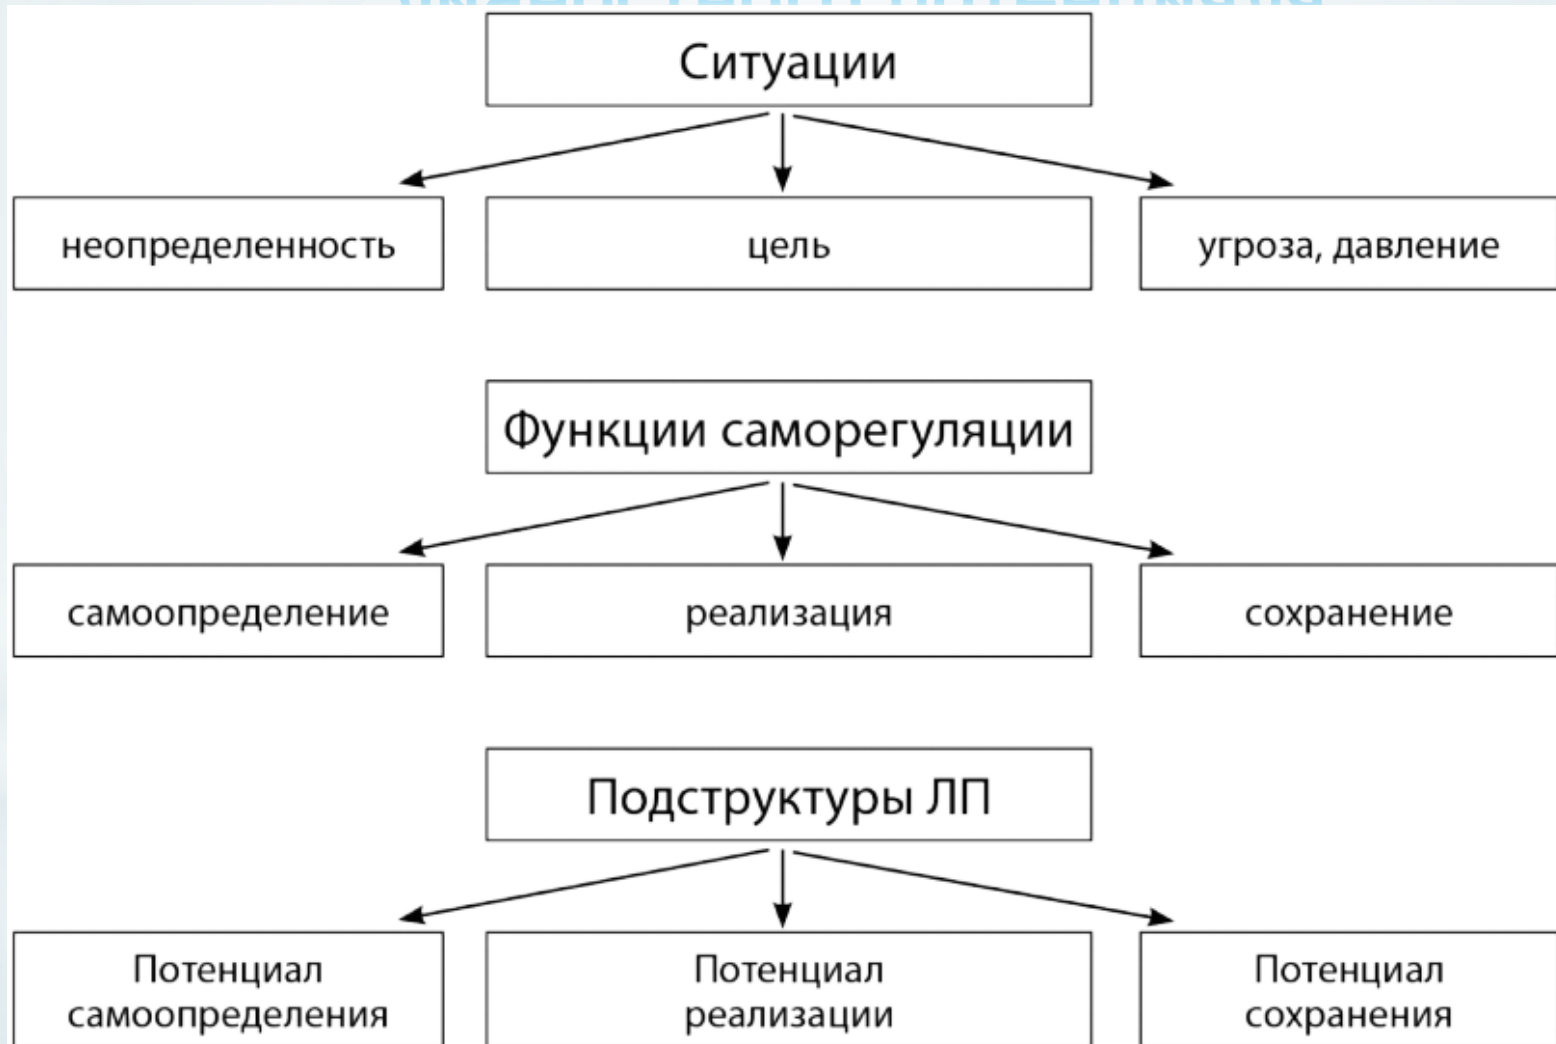 Ситуации
неопределенность
цель
угроза, давление
Функции саморегуляции
самоопределение
реализация
сохранение
Подструктуры ЛП
Потенциал
самоопределения
Потенциал
реализации
Потенциал
сохранения